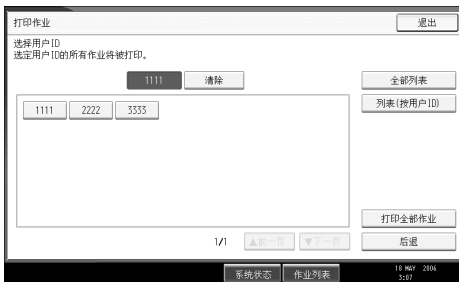 打印作业
退出
选择用户ID
选定用户ID的所有作业将被打印。
1111 清除
全部列表
1111 2222 3333
列表(按用户ID)
打印全部作业
1/1 ▲前一页 ▼下一页
后退
系统状态 作业列表
18 MAY 2006
3:07